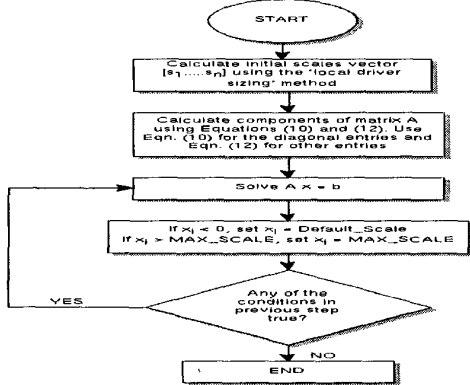 START
Calculate initial scales vector
[s1.....sn] using the "local driver
sizing" method
Calculate components of matrix A
using Equations (10) and (12). Use
Eqn. (10) for the diagonal entries and
Eqn. (12) for other entries
Solve A x = b
If xi < 0, set xi = Default_Scale
If xi > MAX_SCALE, set xi = MAX_SCALE
Any of the
conditions in
previous step
true?
YES
NO
END